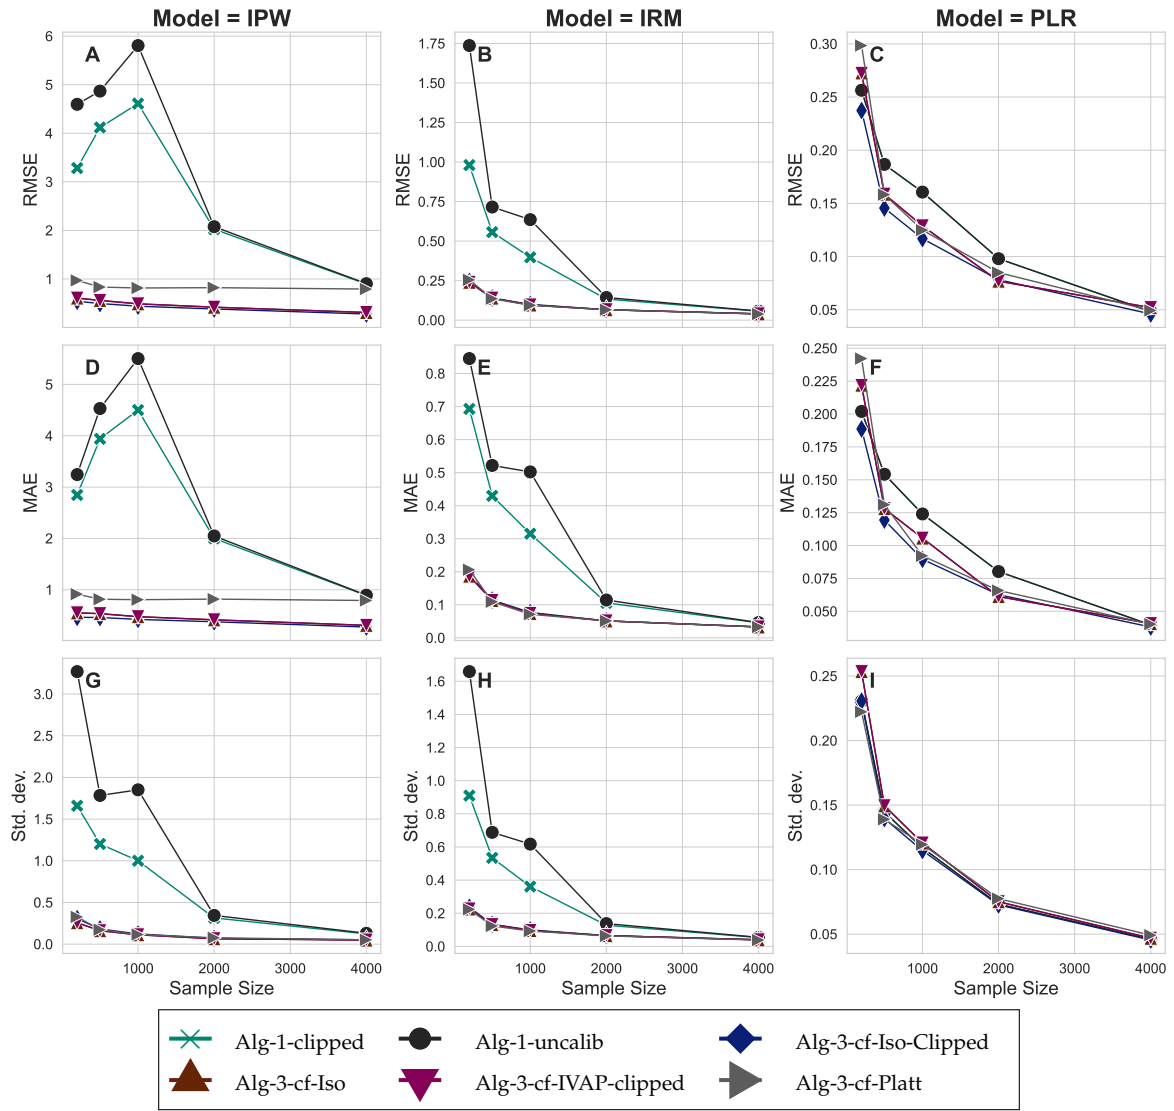 Model = IPW
Model = IRM
Model = PLR
A
RMSE
6
5
4
3
2
1
B
RMSE
1.75
1.50
1.25
1.00
0.75
0.50
0.25
0.00
C
RMSE
0.30
0.25
0.20
0.15
0.10
0.05
D
MAE
5
4
3
2
1
E
MAE
0.8
0.7
0.6
0.5
0.4
0.3
0.2
0.1
0.0
F
MAE
0.250
0.225
0.200
0.175
0.150
0.125
0.100
0.075
0.050
G
Std. dev.
3.0
2.5
2.0
1.5
1.0
0.5
0.0
H
Std. dev.
1.6
1.4
1.2
1.0
0.8
0.6
0.4
0.2
0.0
I
Std. dev.
0.25
0.20
0.15
0.10
0.05
1000 2000 3000 4000
Sample Size
1000 2000 3000 4000
Sample Size
1000 2000 3000 4000
Sample Size
Alg-1-clipped
Alg-1-uncalib
Alg-3-cf-Iso-Clipped
Alg-3-cf-Iso
Alg-3-cf-IVAP-clipped
Alg-3-cf-Platt